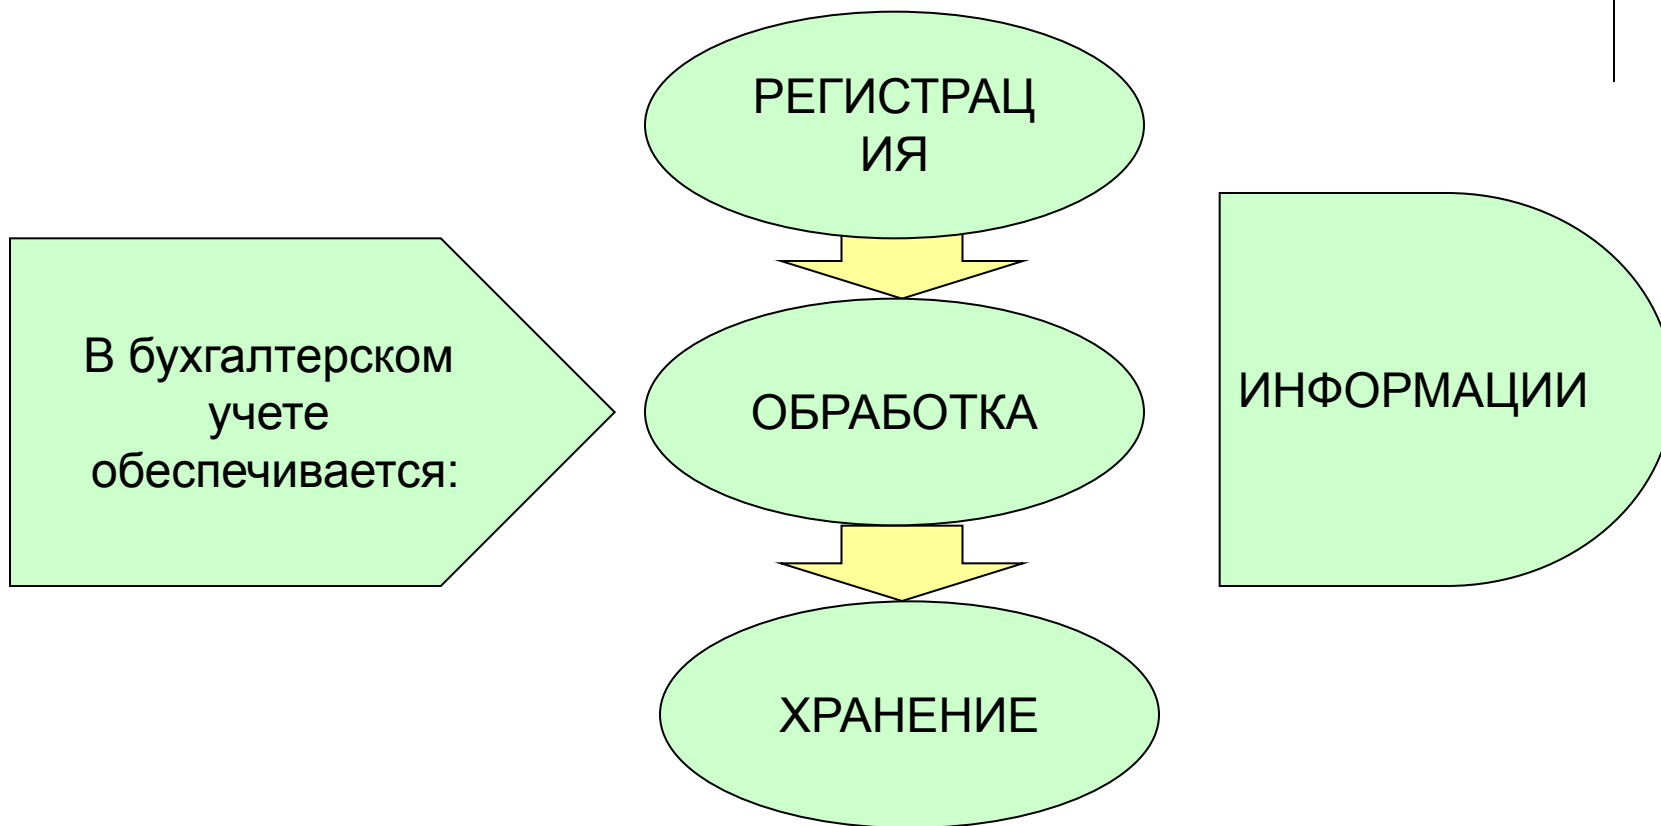 В бухгалтерском
учете
обеспечивается:
РЕГИСТРАЦ
ИЯ
ОБРАБОТКА
ХРАНЕНИЕ
ИНФОРМАЦИИ